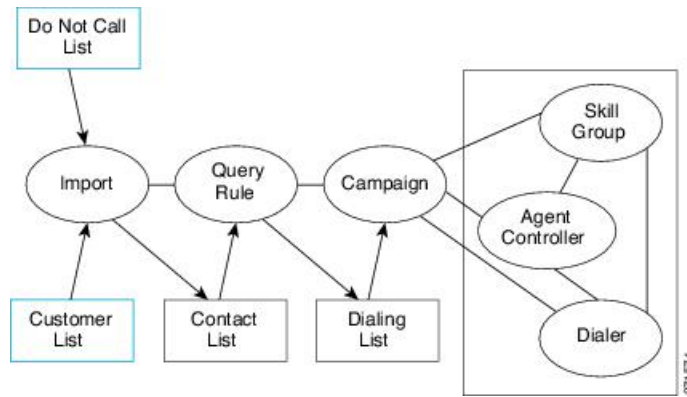 Do Not Call
List
Import
Query
Rule
Campaign
Skill
Group
Agent
Controller
Dialer
Customer
List
Contact
List
Dialing
List